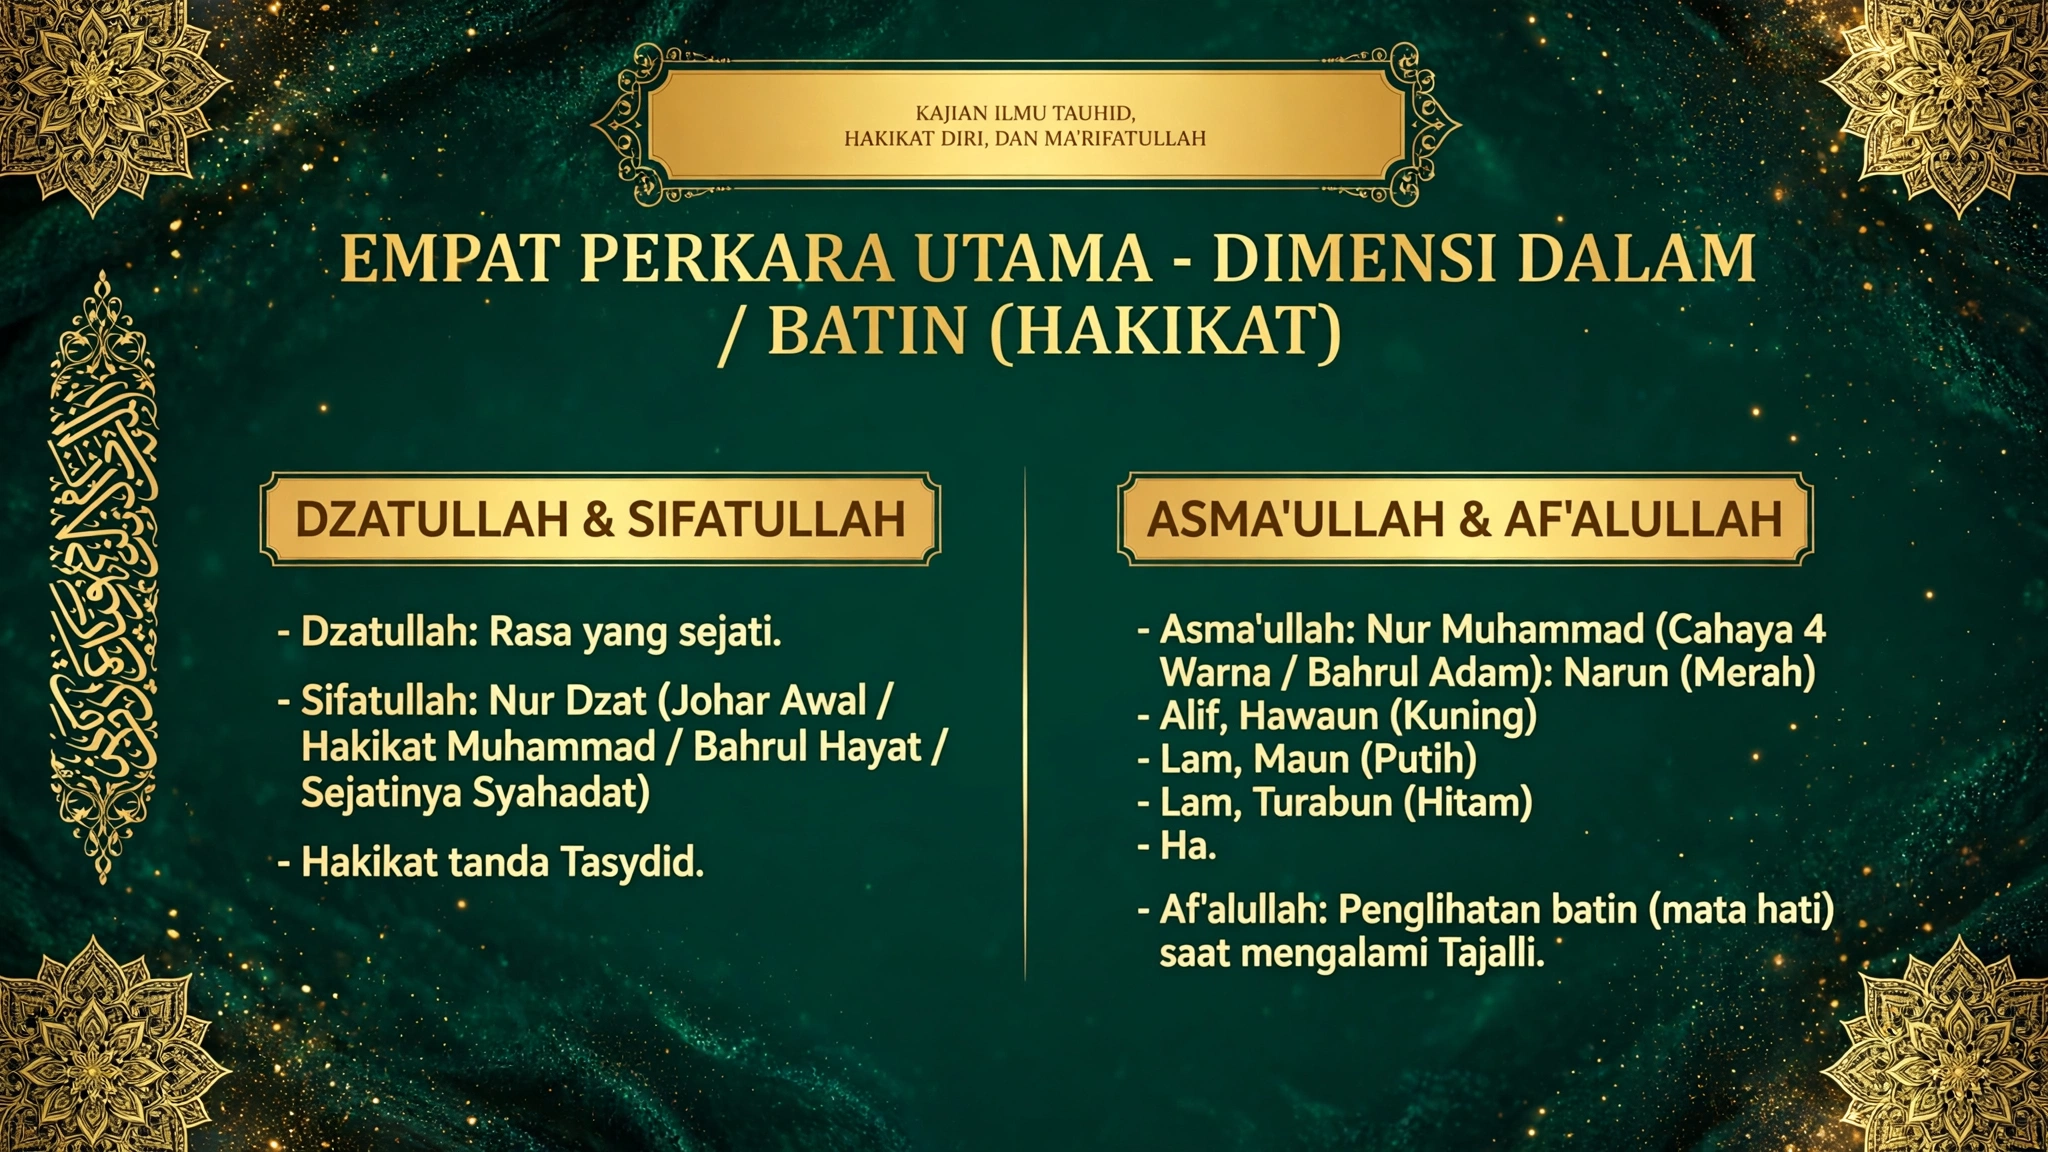 KAJIAN ILMU TAUHID,
HAKIKAT DIRI, DAN MA'RIFATULLAH
EMPAT PERKARA UTAMA - DIMENSI DALAM
/ BATIN (HAKIKAT)
DZATULLAH & SIFATULLAH
- Dzatullah: Rasa yang sejati.
- Sifatullah: Nur Dzat (Johar Awal /
Hakikat Muhammad / Bahrul Hayat /
Sejatinya Syahadat)
- Hakikat tanda Tasydid.
ASMA'ULLAH & AF'ALULLAH
- Asma'ullah: Nur Muhammad (Cahaya 4
Warna / Bahrul Adam): Narun (Merah)
- Alif, Hawaun (Kuning)
- Lam, Maun (Putih)
- Lam, Turabun (Hitam)
- Ha.
- Af'alullah: Penglihatan batin (mata hati)
saat mengalami Tajalli.